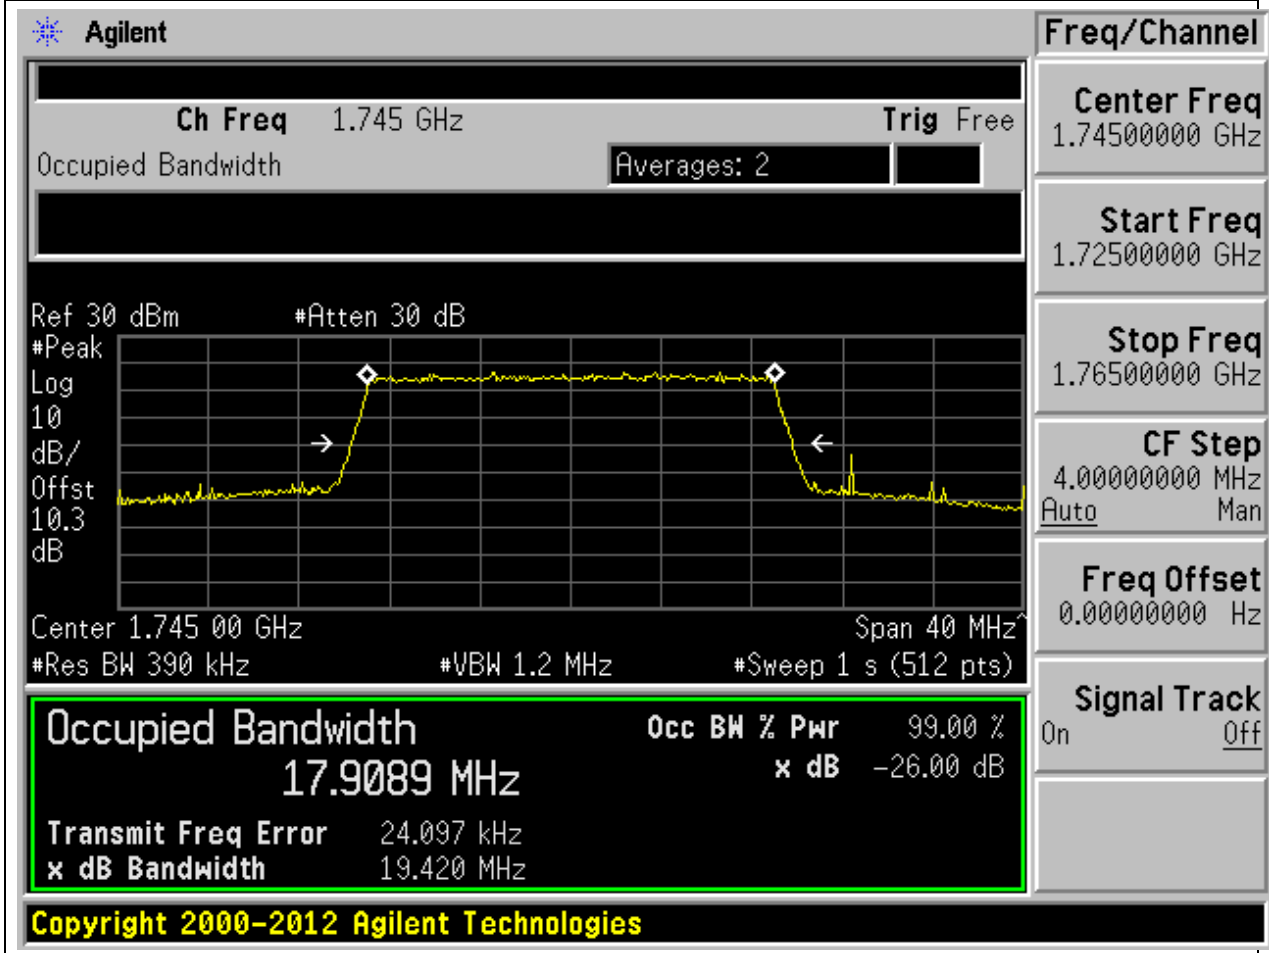 Agilent
Freq/Channel
Ch Freq 1.745 GHz Trig Free
Occupied Bandwidth Averages: 2
Center Freq
1.74500000 GHz
Start Freq
1.72500000 GHz
Stop Freq
1.76500000 GHz
CF Step
4.00000000 MHz
Auto Man
Freq Offset
0.00000000 Hz
Signal Track
On Off
Ref 30 dBm #Atten 30 dB
#Peak
Log
10
dB/
Offst
10.3
dB
Center 1.745 00 GHz Span 40 MHz^
#Res BW 390 kHz #VBW 1.2 MHz #Sweep 1 s (512 pts)
Occupied Bandwidth Occ BW % Pwr 99.00 %
17.9089 MHz x dB -26.00 dB
Transmit Freq Error 24.097 kHz
x dB Bandwidth 19.420 MHz
Copyright 2000-2012 Agilent Technologies